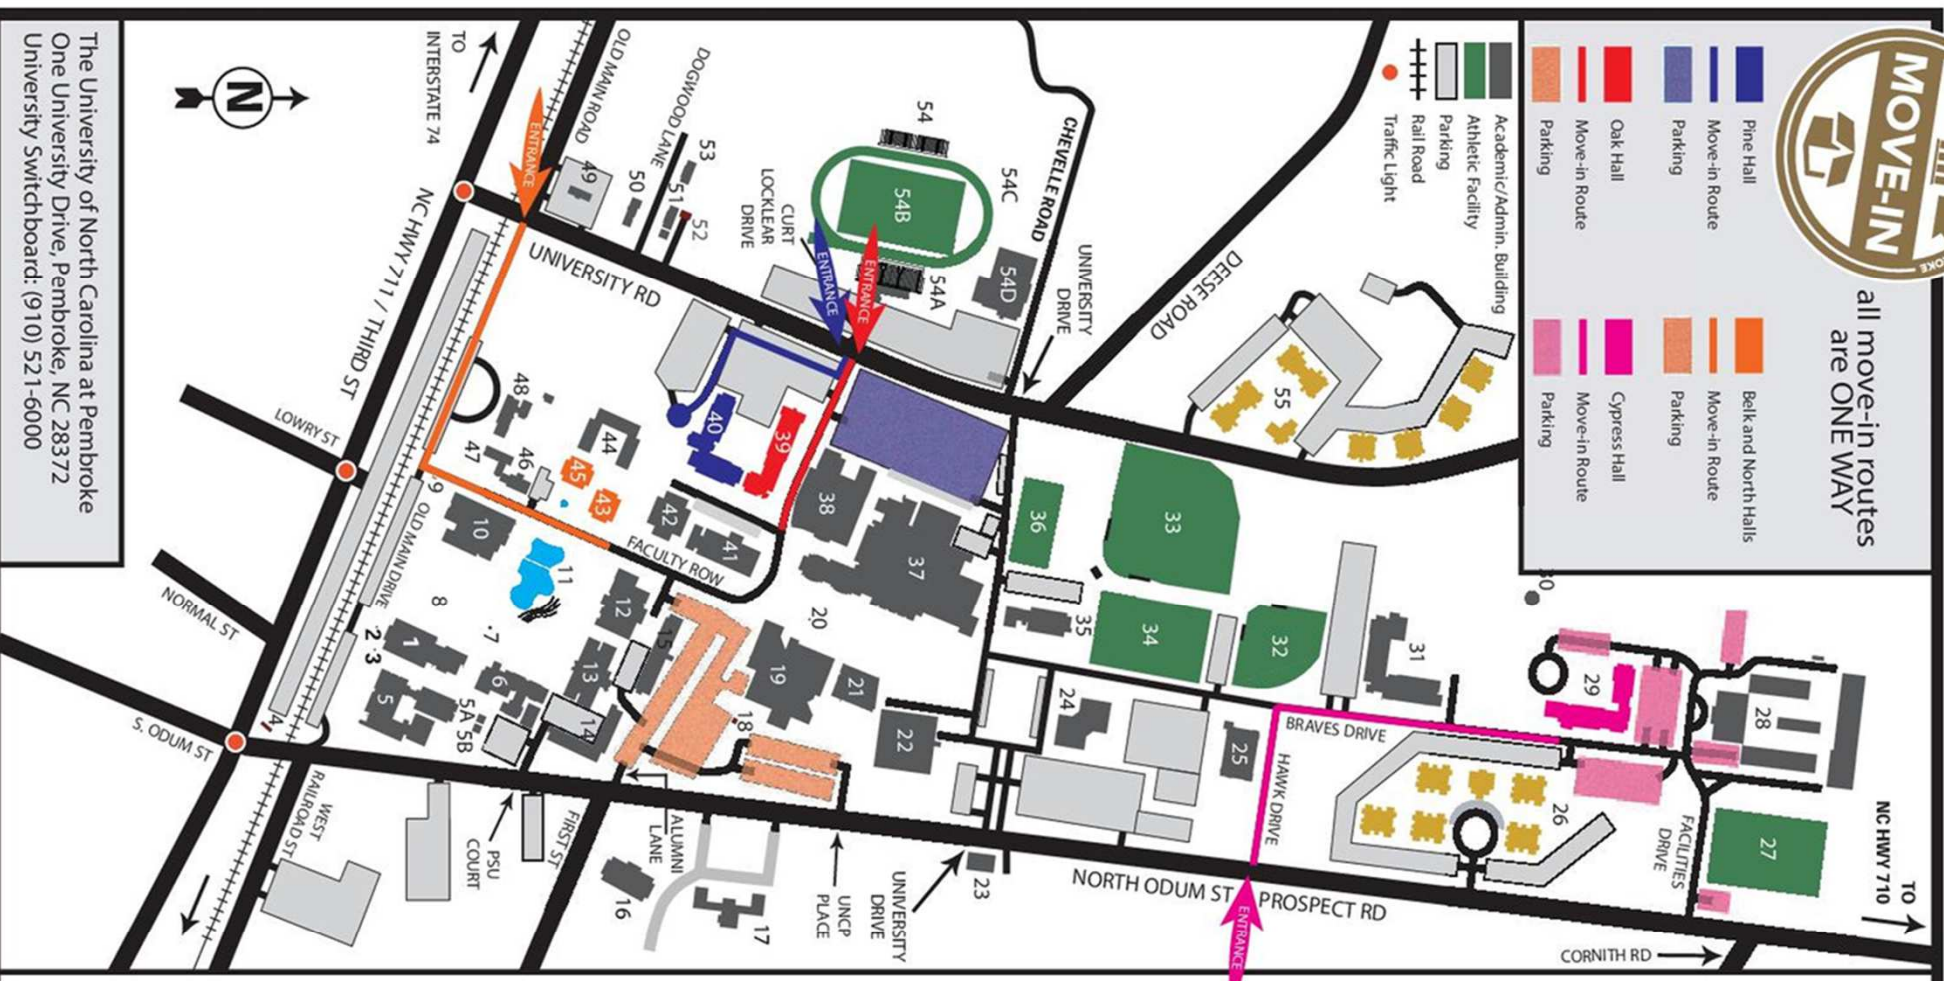 MOVE-IN
OKE
all move-in routes
are ONE WAY
Pine Hall
Move-in Route
Parking
Oak Hall
Move-in Route
Parking
Belk and North Halls
Move-in Route
Parking
Cypress Hall
Move-in Route
Parking
Academic/Admin. Building
Athletic Facility
Parking
Rail Road
Traffic Light
The University of North Carolina at Pembroke
One University Drive, Pembroke, NC 28372
University Switchboard: (910) 521-6000
N
TO
INTERSTATE 74
OLD MAIN ROAD
DOGWOOD LANE
ENTRANCE
NC HWY 711 / THIRD ST
UNIVERSITY RD
CURT
LOCKLEAR
DRIVE
ENTRANCE
ENTRANCE
CHEVELLE ROAD
UNIVERSITY
DRIVE
DEESE ROAD
LOWRY ST
NORMAL ST
S. ODUM ST
OLD MAIN DRIVE
FACULTY ROW
WEST
RAILROAD ST
PSU
COURT
FIRST ST
ALUMNI
LANE
UNCP
PLACE
UNIVERSITY
DRIVE
NORTH ODUM ST
PROSPECT RD
ENTRANCE
HAWK DRIVE
BRAVES DRIVE
FACILITIES
DRIVE
CORNITH RD
TO
NC HWY 710
1
2
3
4
5
5A
5B
6
7
8
9
10
11
12
13
14
15
16
17
18
19
20
21
22
23
24
25
26
27
28
29
30
31
32
33
34
35
36
37
38
39
40
41
42
43
44
45
46
47
48
49
50
51
52
53
54
54A
54B
54C
54D
55